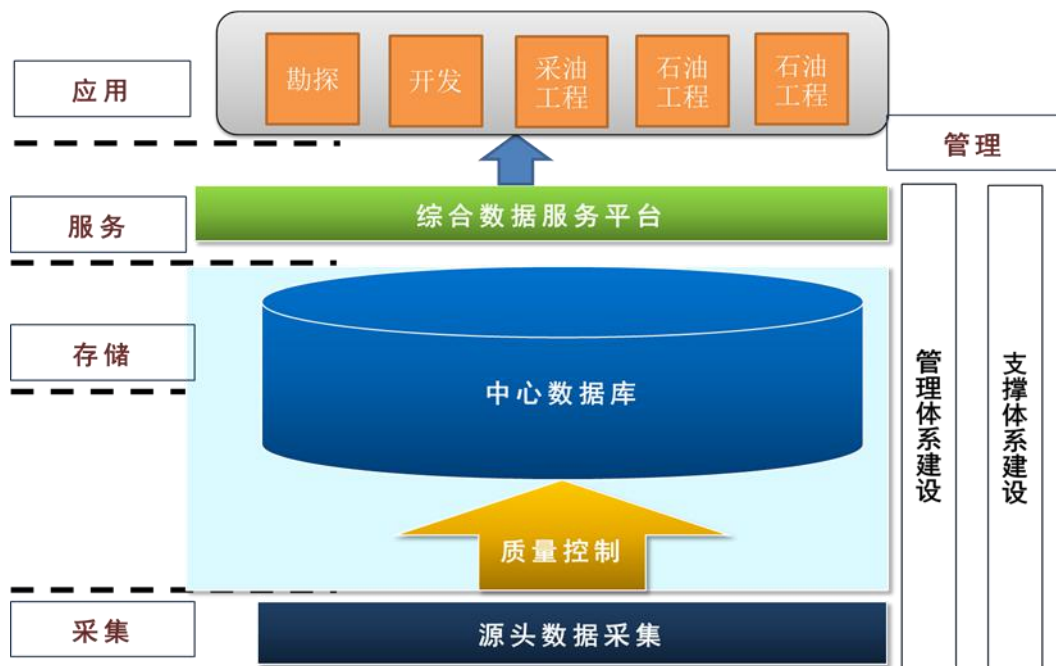 应用
勘探
开发
采油
工程
石油
工程
石油
工程
管理
服务
综合数据服务平台
存储
中心数据库
质量控制
采集
源头数据采集
管理体系建设
支撑体系建设